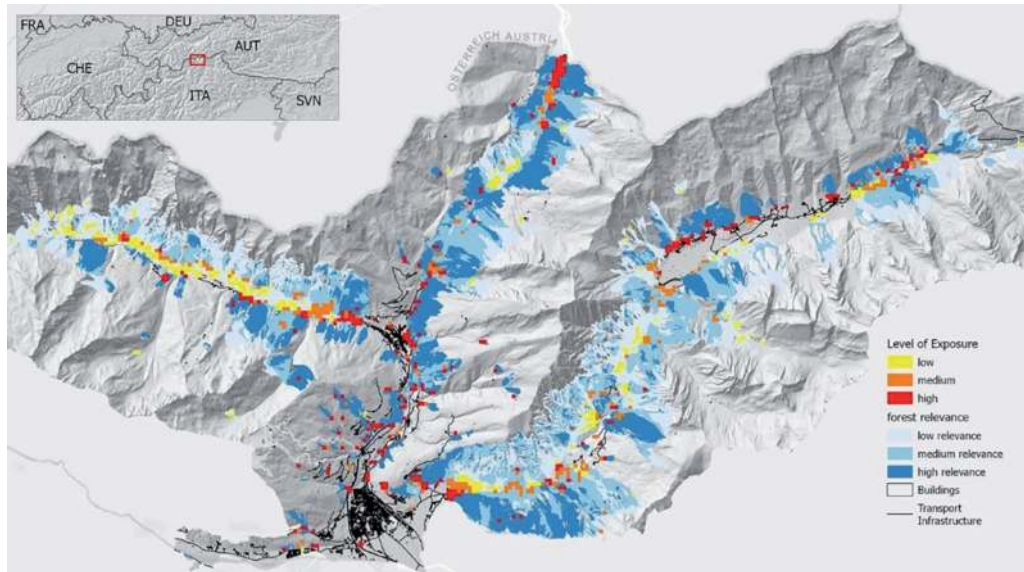 FRA
DEU
AUT
CHE
ITA
SVN
ÖSTERREICH AUSTRIA
Level of Exposure
low
medium
high
forest relevance
low relevance
medium relevance
high relevance
Buildings
Transport
Infrastructure